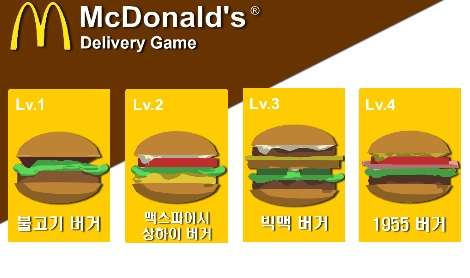 McDonald's®
Delivery Game
Lv.1
Lv.2
Lv.3
Lv.4
불고기 버거
맥스파이시
상하이 버거
빅맥 버거
1955 버거